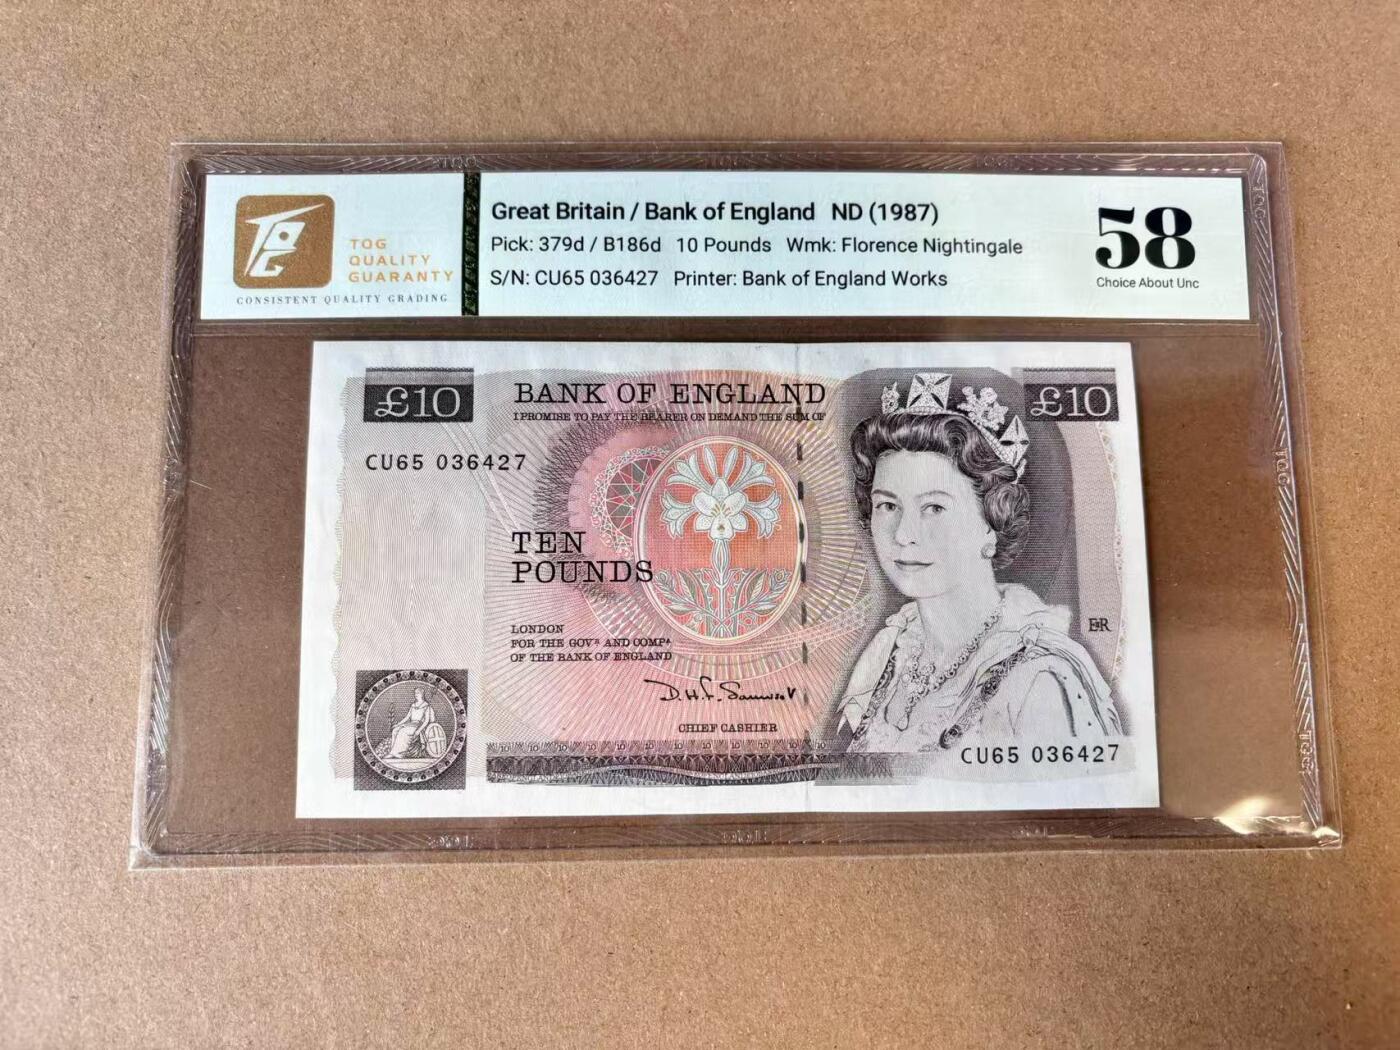 TQG
QUALITY
GUARANTY
CONSISTENT QUALITY GRADING
Great Britain / Bank of England ND (1987)
Pick: 379d / B186d 10 Pounds Wmk: Florence Nightingale
S/N: CU65 036427 Printer: Bank of England Works
58
Choice About Unc
£10
BANK OF ENGLAND
£10
I PROMISE TO PAY THE BEARER ON DEMAND THE SUM OF
CU65 036427
TEN
POUNDS
LONDON
FOR THE GOVR AND COMPA
OF THE BANK OF ENGLAND
CHIEF CASHIER
EIIR
CU65 036427